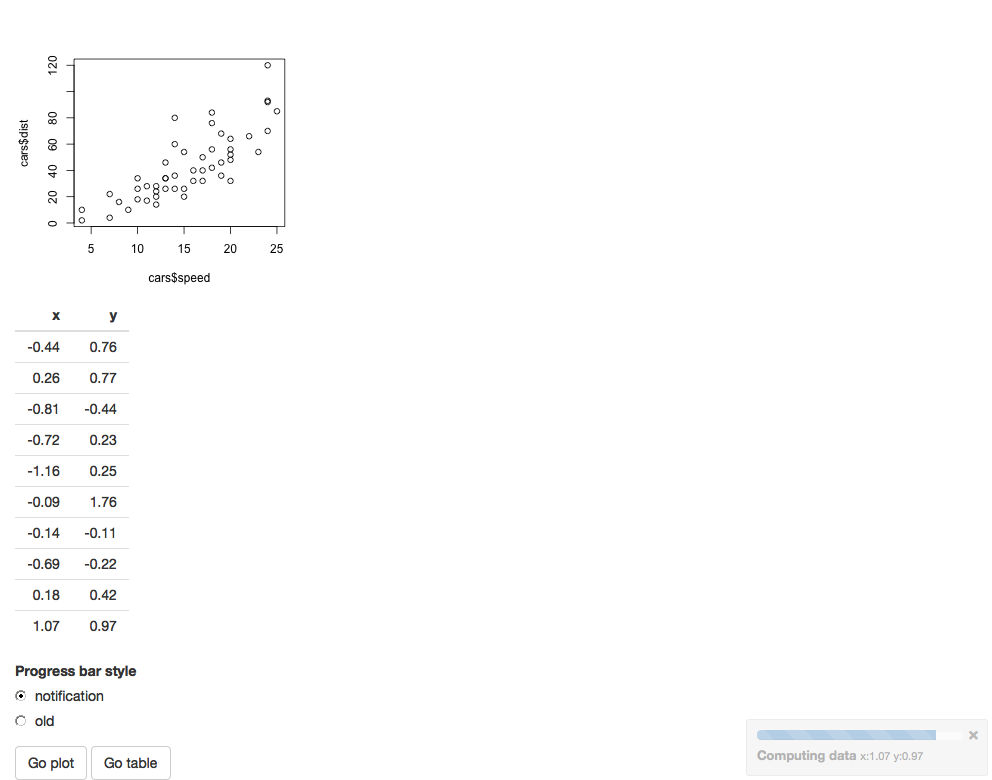 cars$dist
120
80
60
40
20
0
5 10 15 20 25
cars$speed
x y
-0.44 0.76
0.26 0.77
-0.81 -0.44
-0.72 0.23
-1.16 0.25
-0.09 1.76
-0.14 -0.11
-0.69 -0.22
0.18 0.42
1.07 0.97
Progress bar style
notification
old
Go plot Go table
Computing data x:1.07 y:0.97